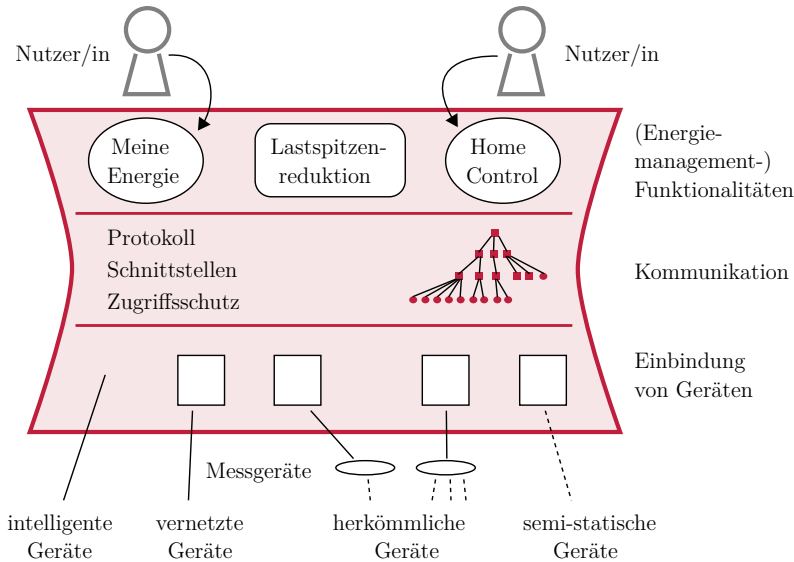 Nutzer/in
Nutzer/in
Meine
Energie
Lastspitzen-
reduktion
Home
Control
(Energie-
management-)
Funktionalitäten
Protokoll
Schnittstellen
Zugriffsschutz
Kommunikation
Einbindung
von Geräten
Messgeräte
intelligente
Geräte
vernetzte
Geräte
herkömmliche
Geräte
semi-statische
Geräte